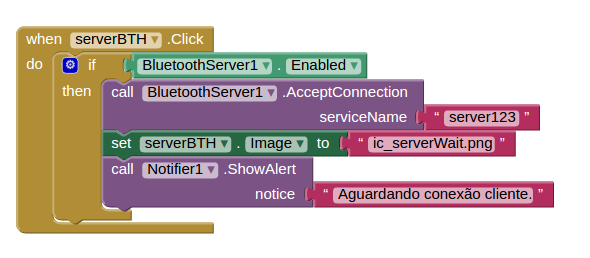 when serverBTH .Click
do if BluetoothServer1 . Enabled
then call BluetoothServer1 .AcceptConnection
serviceName " server123 "
set serverBTH . Image to " ic_serverWait.png "
call Notifier1 .ShowAlert
notice " Aguardando conexão cliente. "